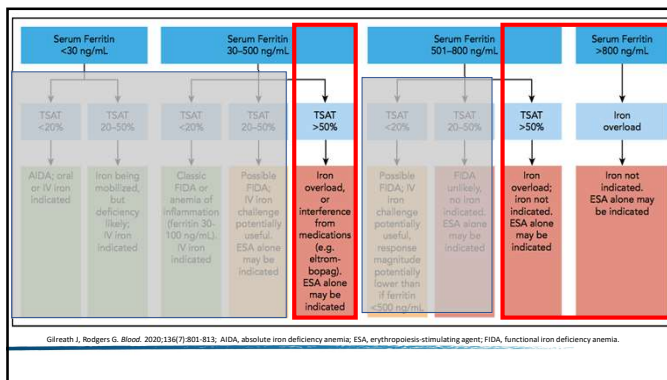 Serum Ferritin
<30 ng/mL
Serum Ferritin
30–500 ng/mL
Serum Ferritin
501–800 ng/mL
Serum Ferritin
>800 ng/mL
TSAT
<20%
TSAT
20–50%
TSAT
<20%
TSAT
20–50%
TSAT
>50%
TSAT
<20%
TSAT
20–50%
TSAT
>50%
Iron
overload
AIDA; oral
or IV iron
indicated
Iron being
mobilized,
but
deficiency
likely;
IV iron
indicated
Classic
FIDA or
anemia of
inflammation
(ferritin 30-
100 ng/mL).
IV iron
indicated
Possible
FIDA; IV
iron
challenge
potentially
useful.
ESA alone
may be
indicated
Iron
overload,
or
interference
from
medications
(e.g.
eltrom-
bopag).
ESA alone
may be
indicated
Possible
FIDA; IV
Iron
challenge
potentially
useful,
response
magnitude
potentially
lower than
if ferritin
<500 ng/mL
FIDA
unlikely,
no iron
indicated.
ESA alone
may be
indicated
Iron
overload;
iron not
indicated.
ESA alone
may be
indicated
Iron not
indicated.
ESA alone may
be indicated
Gilreath J, Rodgers G. Blood. 2020;136(7):801-813; AIDA, absolute iron deficiency anemia; ESA, erythropoiesis-stimulating agent; FIDA, functional iron deficiency anemia.